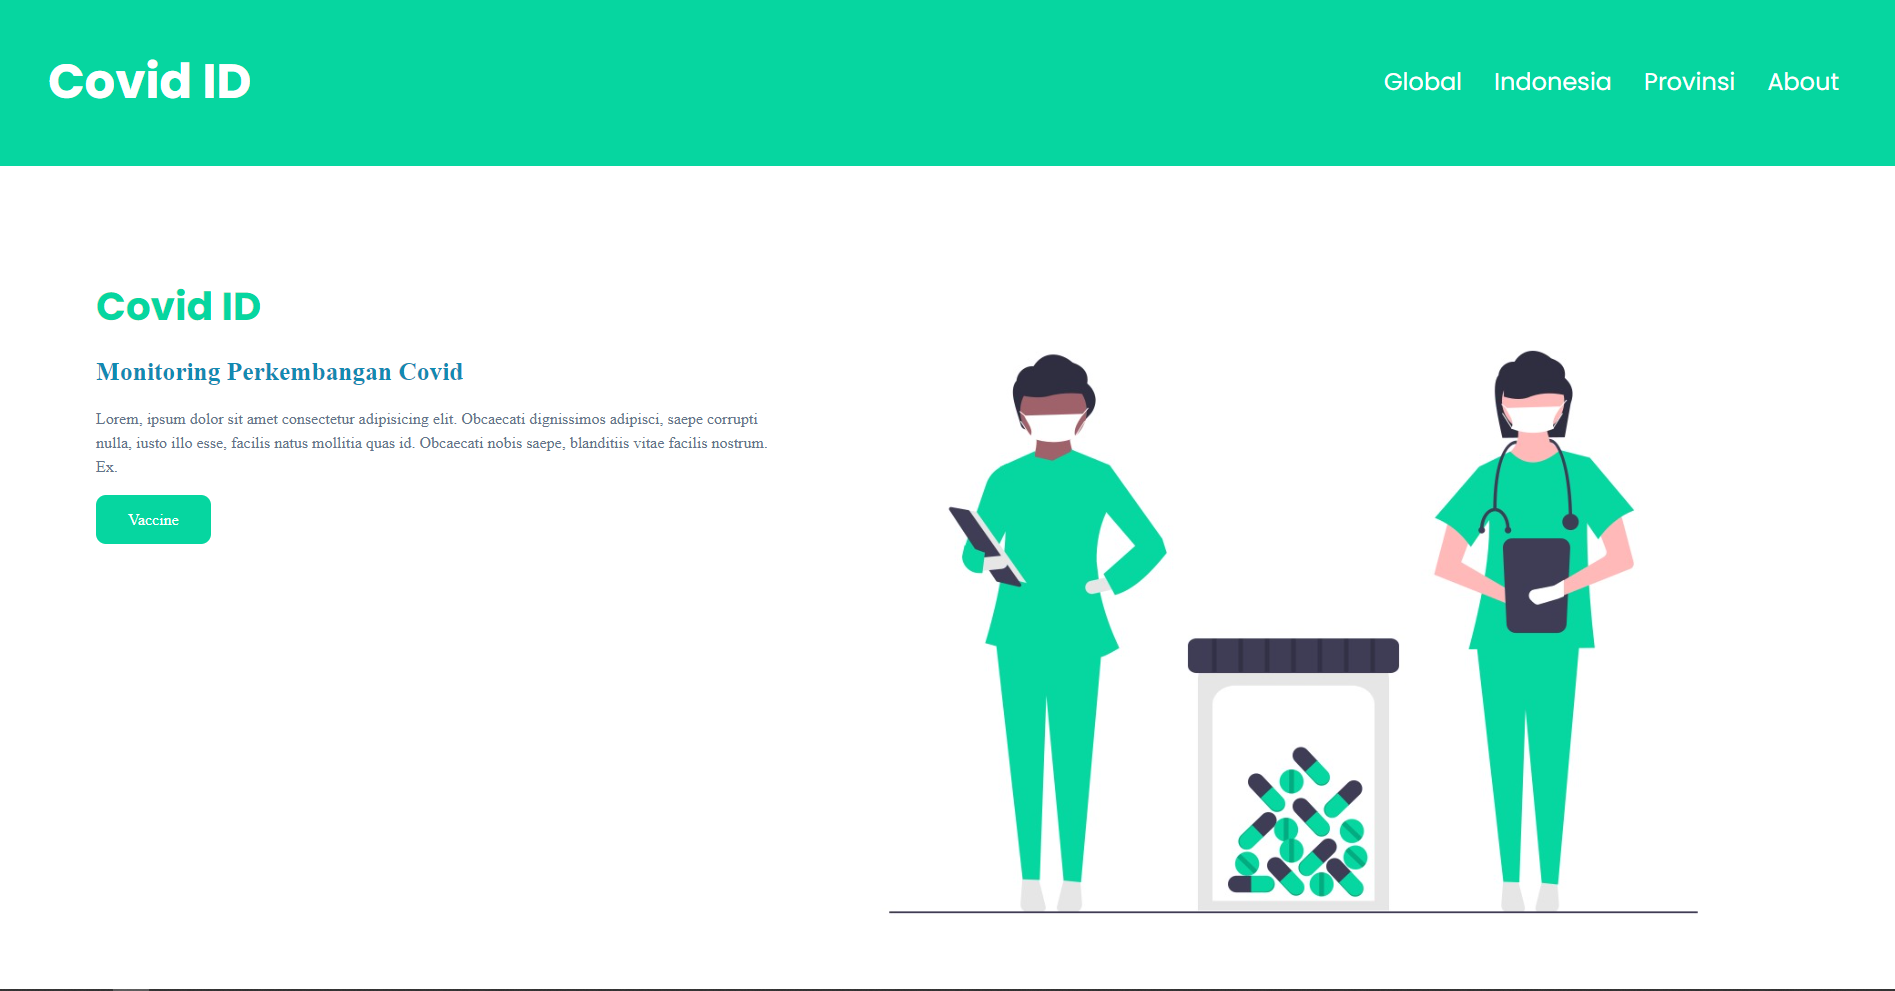 Covid ID
Global Indonesia Provinsi About
Covid ID
Monitoring Perkembangan Covid
Lorem, ipsum dolor sit amet consectetur adipisicing elit. Obcaecati dignissimos adipisci, saepe corrupti
nulla, iusto illo esse, facilis natus mollitia quas id. Obcaecati nobis saepe, blanditiis vitae facilis nostrum.
Ex.
Vaccine